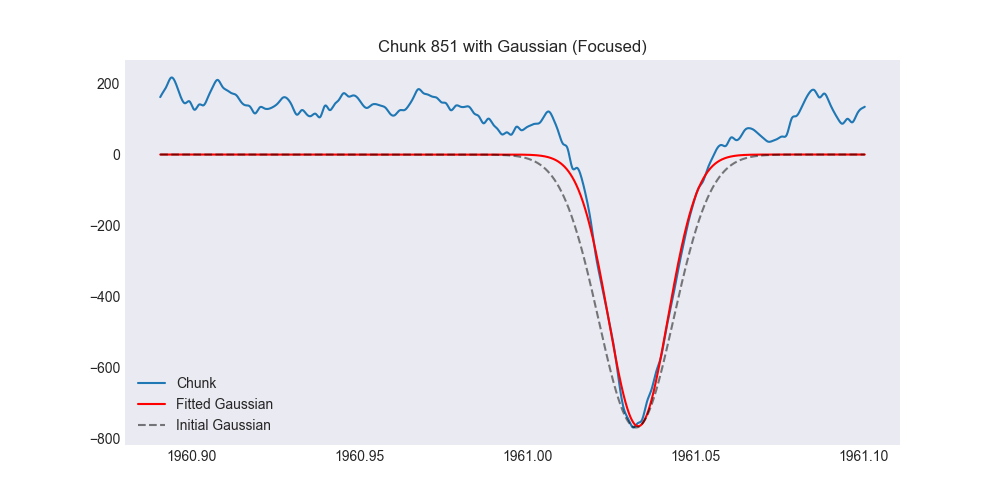 Chunk 851 with Gaussian (Focused)
200
0
−200
−400
−600
−800
Chunk
Fitted Gaussian
Initial Gaussian
1960.90 1960.95 1961.00 1961.05 1961.10